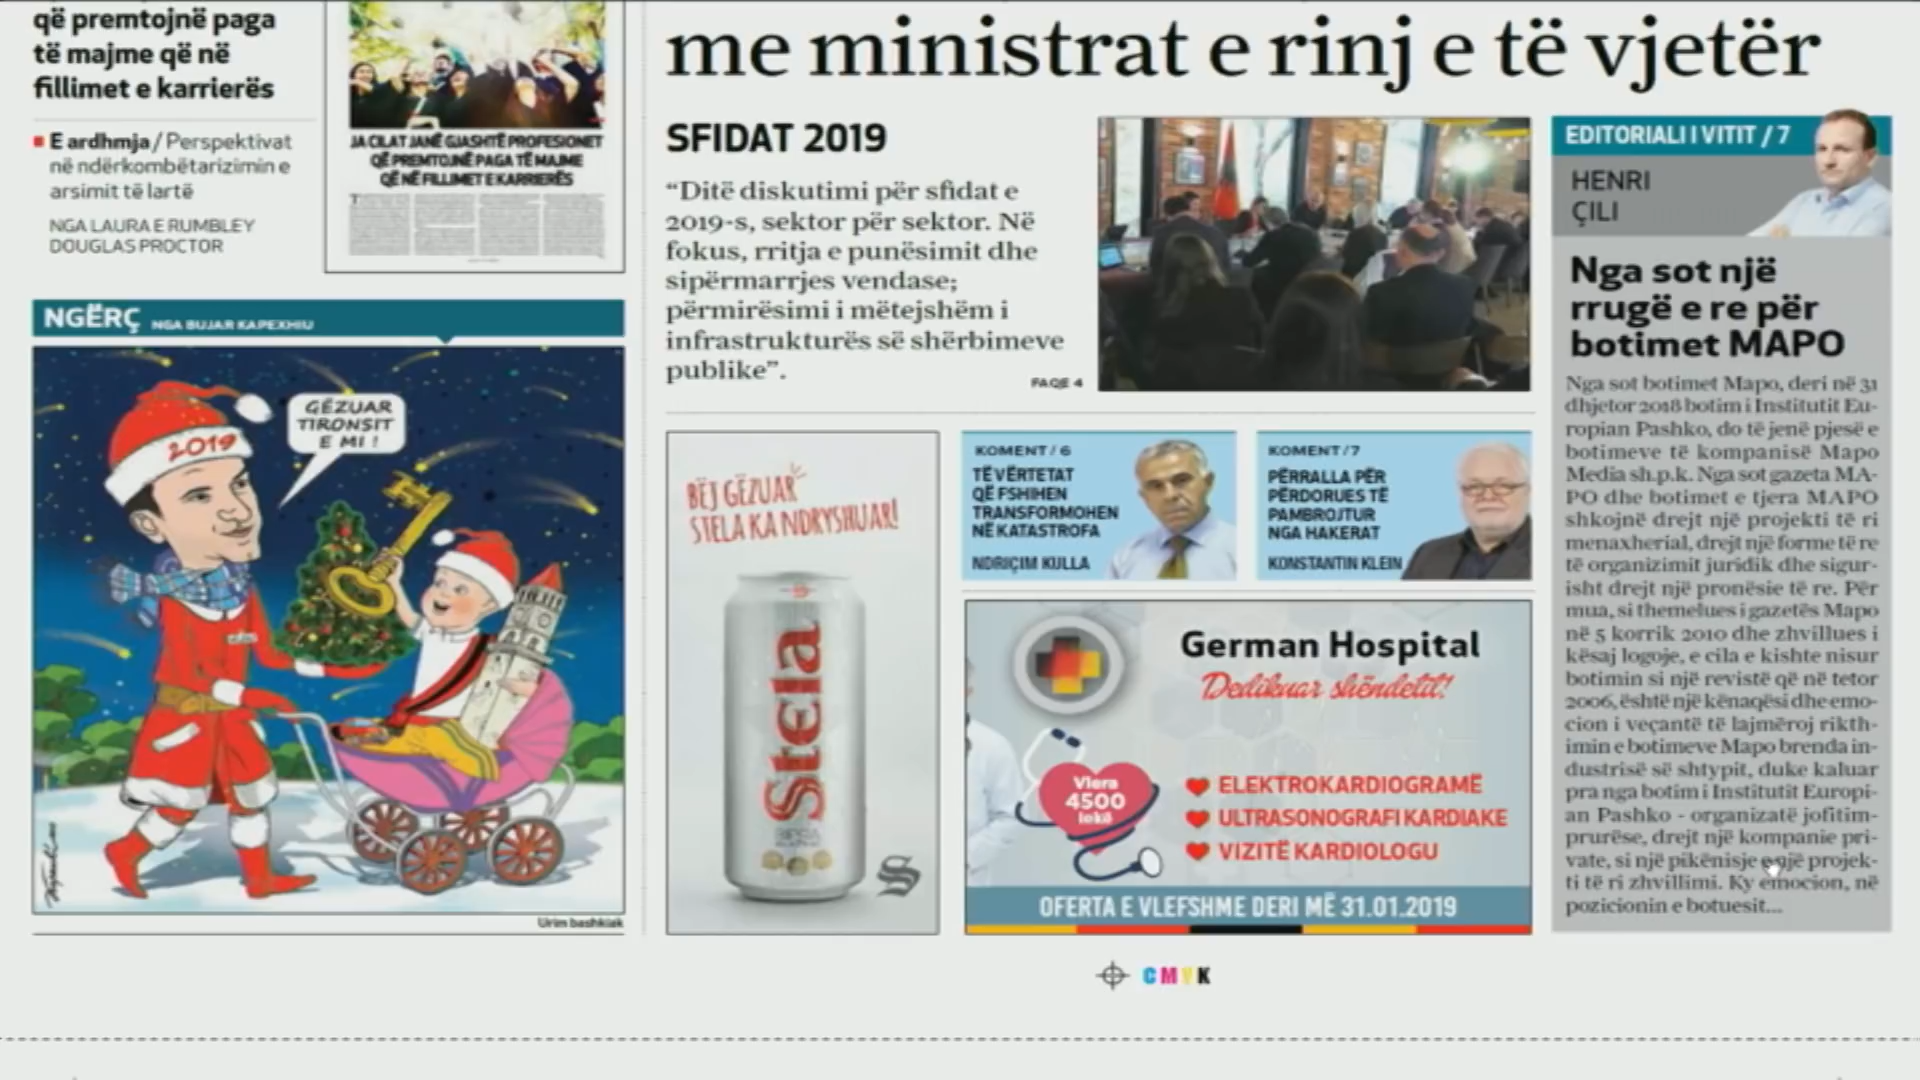 që premtojnë paga
të majme që në
fillimet e karrierës
E ardhmja / Perspektivat
në ndërkombëtarizimin e
arsimit të lartë
NGA LAURA E RUMBLEY
DOUGLAS PROCTOR
JA CILAT JANË GJASHTË PROFESIONET
QË PREMTOJNË PAGA TË MAJME
QË NË FILLIMET E KARRIERËS
NGËRÇ NGA BUJAR KAPEXHIU
GËZUAR
TIRONSIT
E MI !
2019
Urim bashkiak
me ministrat e rinj e të vjetër
SFIDAT 2019
“Ditë diskutimi për sfidat e
2019-s, sektor për sektor. Në
fokus, rritja e punësimit dhe
sipërmarrjes vendase;
përmirësimi i mëtejshëm i
infrastrukturës së shërbimeve
publike”.
FAQE 4
BËJ GËZUAR
STELA KA NDRYSHUAR!
Stela
S
KOMENT / 6
TË VËRTETAT
QË FSHIHEN
TRANSFORMOHEN
NË KATASTROFA
NDRIÇIM KULLA
KOMENT / 7
PËRRALLA PËR
PËRDORUES TË
PAMBROJTUR
NGA HAKERAT
KONSTANTIN KLEIN
German Hospital
Dedikuar shëndetit!
Vlera
4500
lekë
ELEKTROKARDIOGRAMË
ULTRASONOGRAFI KARDIAKE
VIZITË KARDIOLOGU
OFERTA E VLEFSHME DERI MË 31.01.2019
EDITORIALI I VITIT / 7
HENRI
ÇILI
Nga sot një
rrugë e re për
botimet MAPO
Nga sot botimet Mapo, deri në 31
dhjetor 2018 botim i Institutit Eu-
ropian Pashko, do të jenë pjesë e
botimeve të kompanisë Mapo
Media sh.p.k. Nga sot gazeta MA-
PO dhe botimet e tjera MAPO
shkojnë drejt një projekti të ri
menaxherial, drejt një forme të re
të organizimit juridik dhe sigur-
isht drejt një pronësie të re. Për
mua, si themelues i gazetës Mapo
në 5 korrik 2010 dhe zhvillues i
kësaj logoje, e cila e kishte nisur
botimin si një revistë që në tetor
2006, është një kënaqësi dhe emo-
cion i veçantë të lajmëroj rikth-
imin e botimeve Mapo brenda in-
dustrisë së shtypit, duke kaluar
pra nga botim i Institutit Europi-
an Pashko - organizatë jofitim-
prurëse, drejt një kompanie pri-
vate, si një pikënisje e një projek-
ti të ri zhvillimi. Ky emocion, në
pozicionin e botuesit...
CMYK